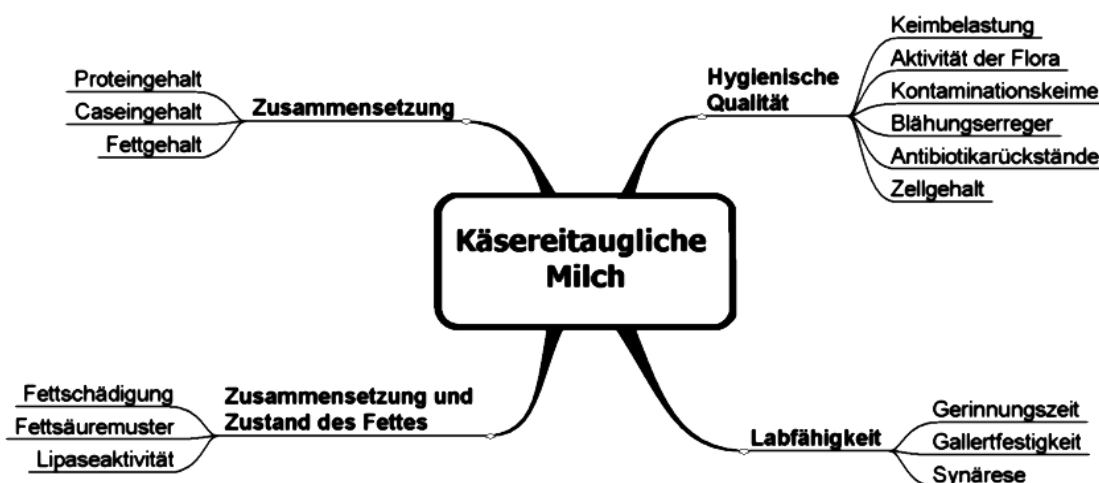 Käsereitaugliche
Milch
Zusammensetzung
Proteingehalt
Caseingehalt
Fettgehalt
Hygienische
Qualität
Keimbelastung
Aktivität der Flora
Kontaminationskeime
Blähungserreger
Antibiotikarückstände
Zellgehalt
Zusammensetzung und
Zustand des Fettes
Fettschädigung
Fettsäuremuster
Lipaseaktivität
Labfähigkeit
Gerinnungszeit
Gallertfestigkeit
Synärese